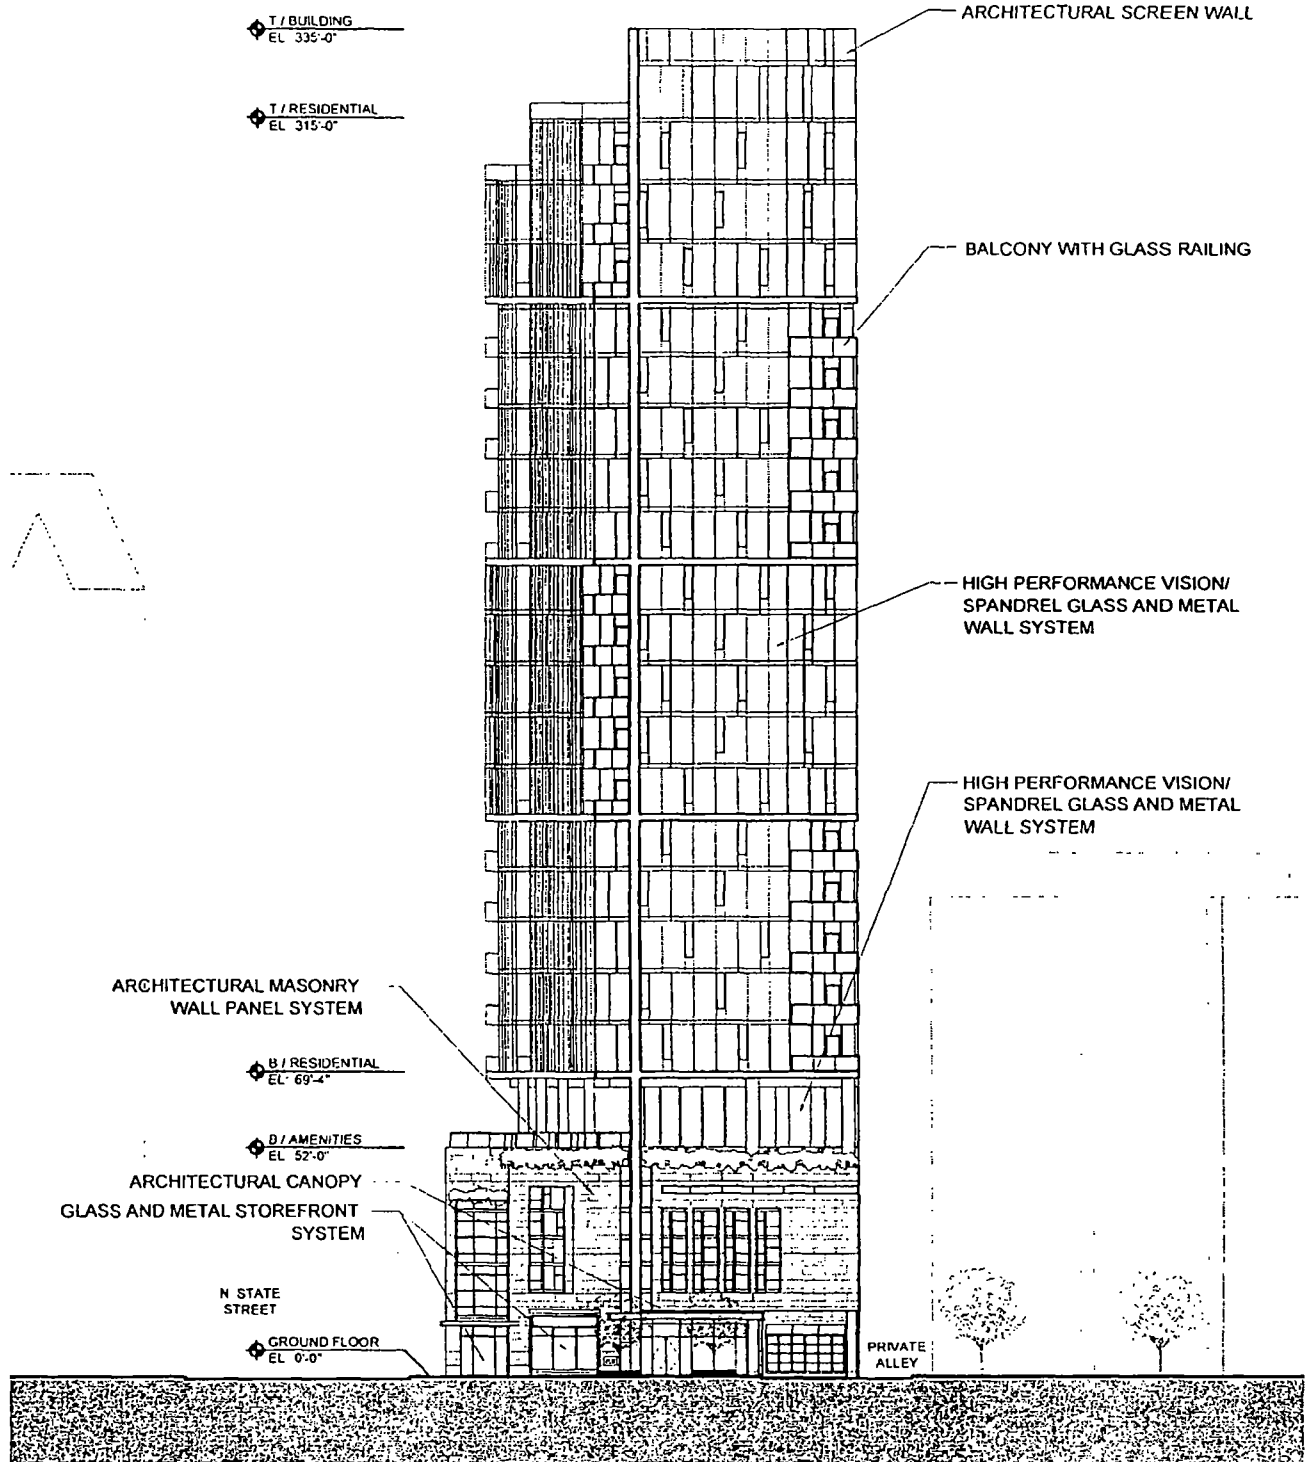 T / BUILDING
EL 335'-0"
ARCHITECTURAL SCREEN WALL
T / RESIDENTIAL
EL 315'-0"
BALCONY WITH GLASS RAILING
HIGH PERFORMANCE VISION/
SPANDREL GLASS AND METAL
WALL SYSTEM
HIGH PERFORMANCE VISION/
SPANDREL GLASS AND METAL
WALL SYSTEM
ARCHITECTURAL MASONRY
WALL PANEL SYSTEM
B / RESIDENTIAL
EL 69'-4"
B / AMENITIES
EL 52'-0"
ARCHITECTURAL CANOPY
GLASS AND METAL STOREFRONT
SYSTEM
N STATE
STREET
GROUND FLOOR
EL 0'-0"
PRIVATE
ALLEY